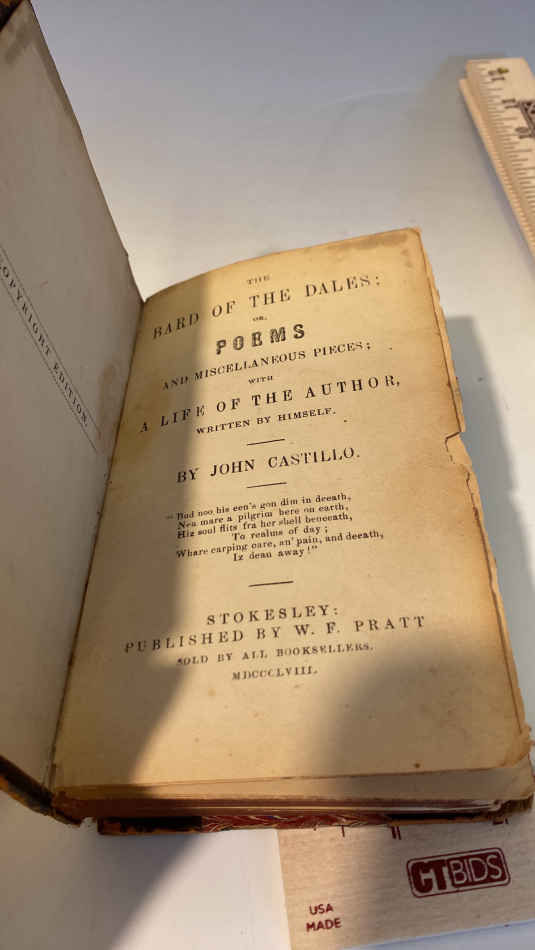 COPYRIGHT EDITION.
THE
BARD OF THE DALES;
OR,
POEMS
AND MISCELLANEOUS PIECES;
WITH
A LIFE OF THE AUTHOR,
WRITTEN BY HIMSELF.
BY JOHN CASTILLO.
"Bud noo his een's gon dim in deeath,
Nea mare a pilgrim here on earth,
Hiz soul flits fra her shell beneeath,
To realms of day;
Whare carping care, an' pain, and deeath,
Iz deau away!"
STOKESLEY:
PUBLISHED BY W. F. PRATT
SOLD BY ALL BOOKSELLERS.
MDCCCLVIII.
CTBIDS
USA
MADE